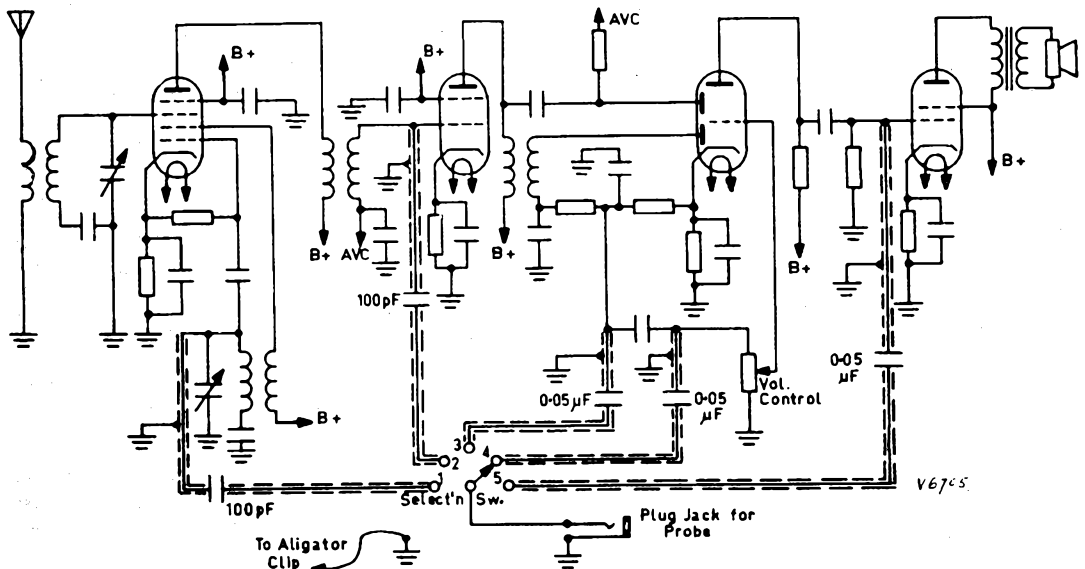 AVC
B+
B+
B+
B+
AVC
B+
B+
100pF
0·05
μF
0·05μF
0·05
μF
Vol.
Control
B+
3
2
4
1
5
Select'n Sw.
V6765
100pF
Plug Jack for
Probe
To Aligator
Clip